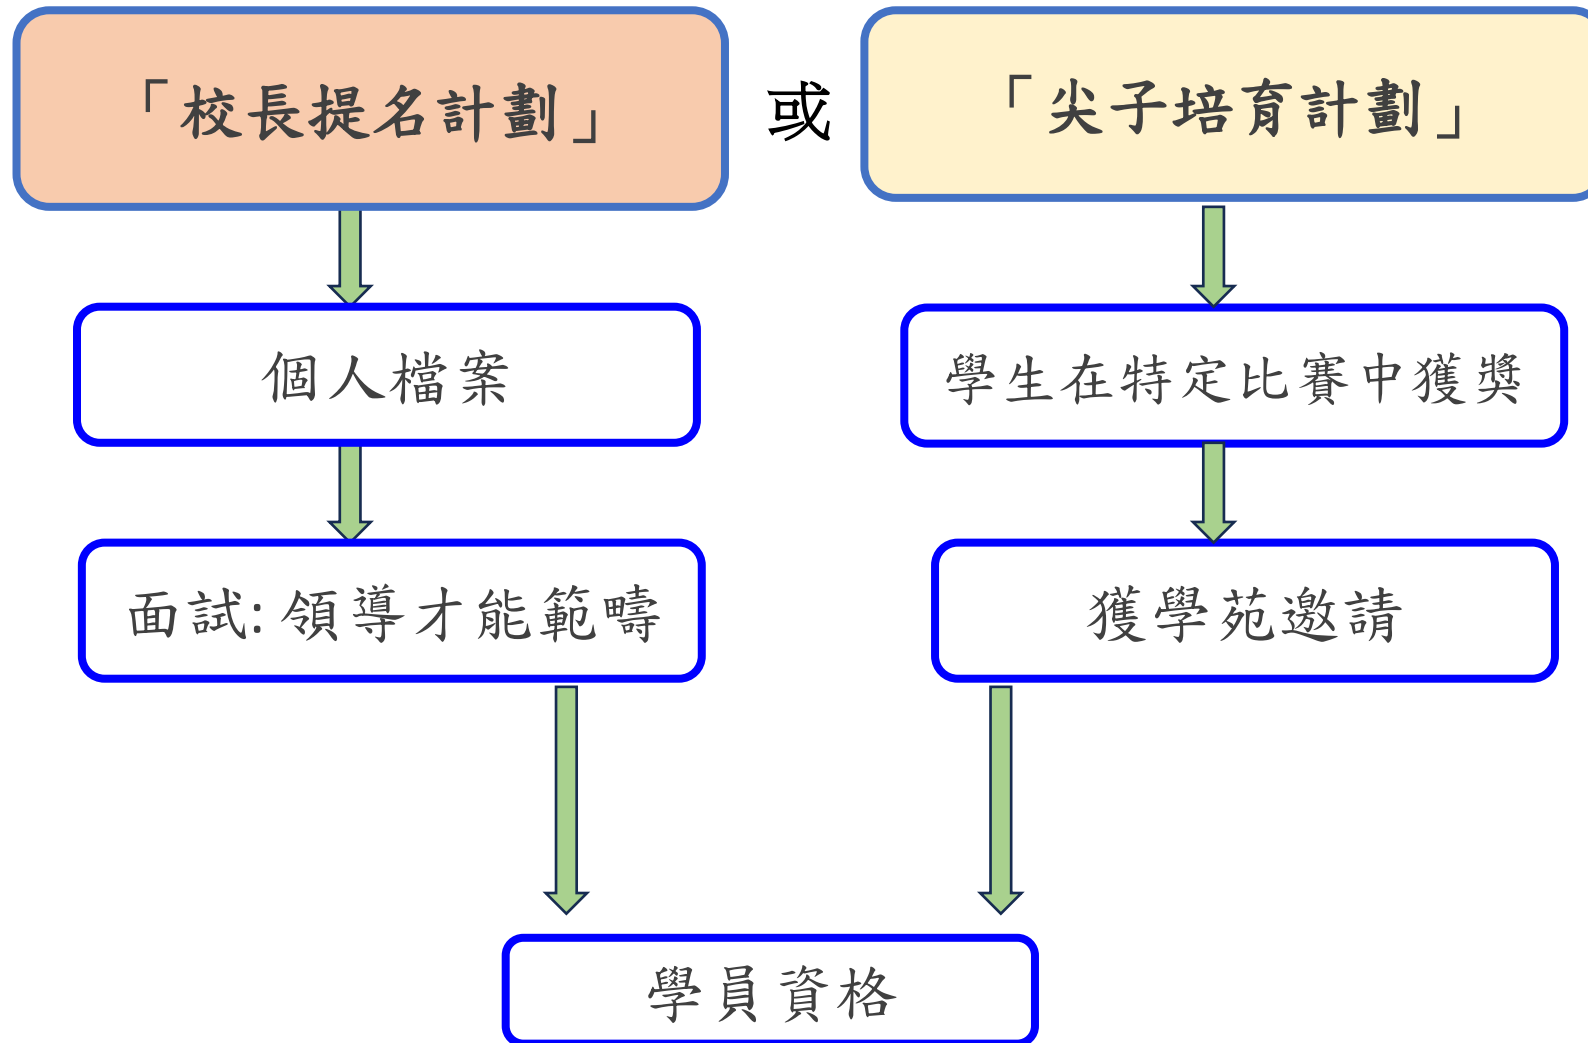 「校長提名計劃」
或
「尖子培育計劃」
個人檔案
學生在特定比賽中獲獎
面試: 領導才能範疇
獲學苑邀請
學員資格